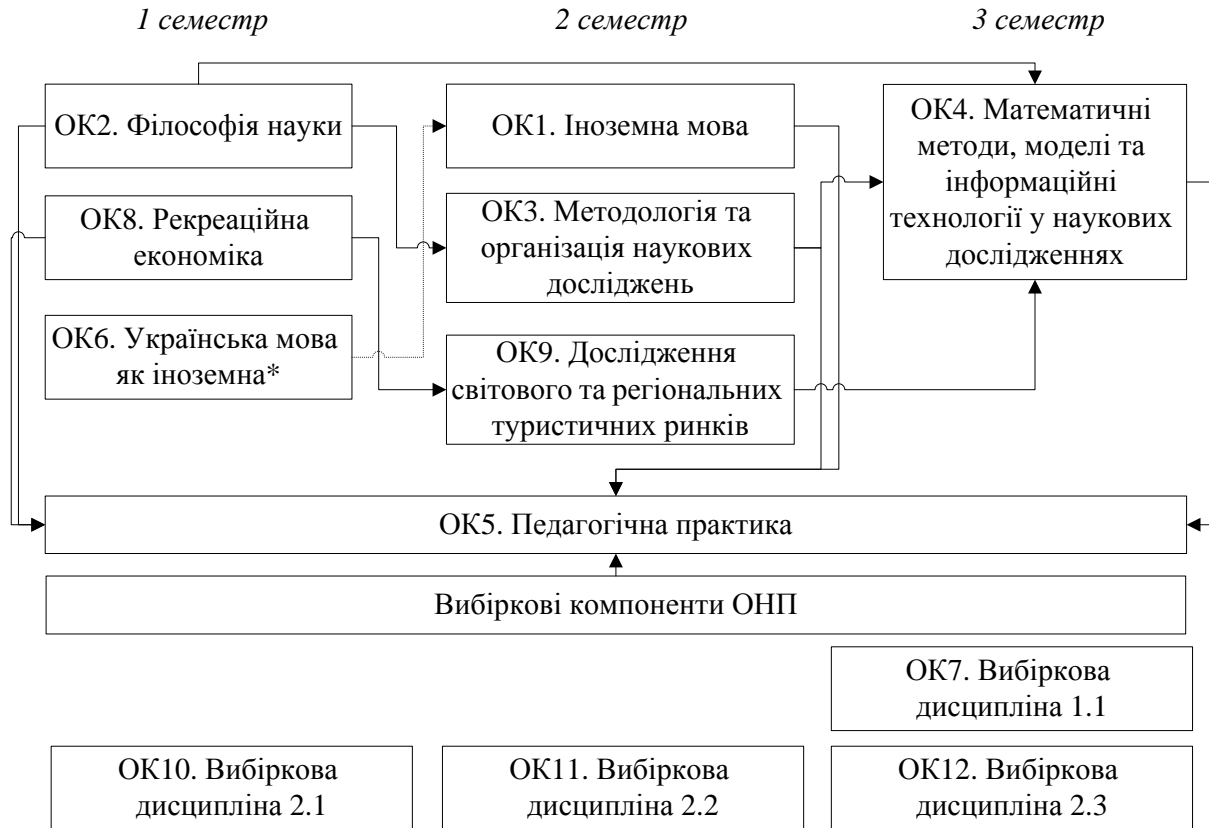 1 семестр
2 семестр
3 семестр
ОК2. Філософія науки
ОК1. Іноземна мова
ОК4. Математичні
методи, моделі та
інформаційні
технології у наукових
дослідженнях
ОК8. Рекреаційна
економіка
ОК3. Методологія та
організація наукових
досліджень
ОК6. Українська мова
як іноземна*
ОК9. Дослідження
світового та регіональних
туристичних ринків
ОК5. Педагогічна практика
Вибіркові компоненти ОНП
ОК7. Вибіркова
дисципліна 1.1
ОК10. Вибіркова
дисципліна 2.1
ОК11. Вибіркова
дисципліна 2.2
ОК12. Вибіркова
дисципліна 2.3